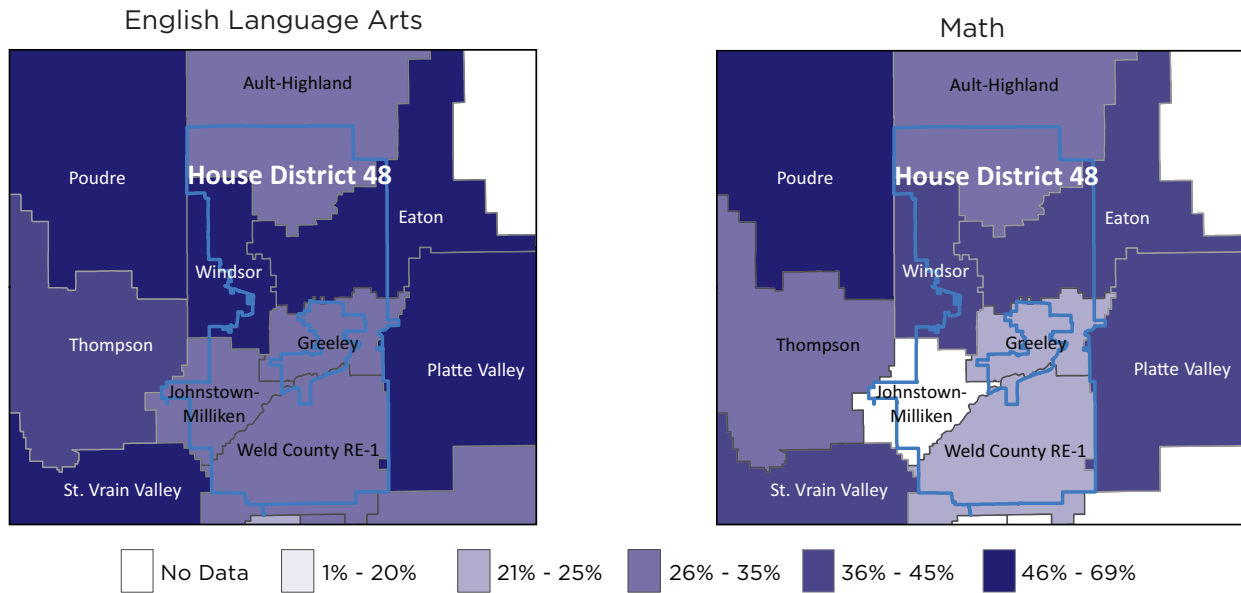 English Language Arts
Ault-Highland
House District 48
Poudre
Eaton
Windsor
Thompson
Greeley
Platte Valley
Johnstown-
Milliken
Weld County RE-1
St. Vrain Valley
Math
Ault-Highland
House District 48
Poudre
Eaton
Windsor
Thompson
Greeley
Platte Valley
Johnstown-
Milliken
Weld County RE-1
St. Vrain Valley
No Data
1% - 20%
21% - 25%
26% - 35%
36% - 45%
46% - 69%